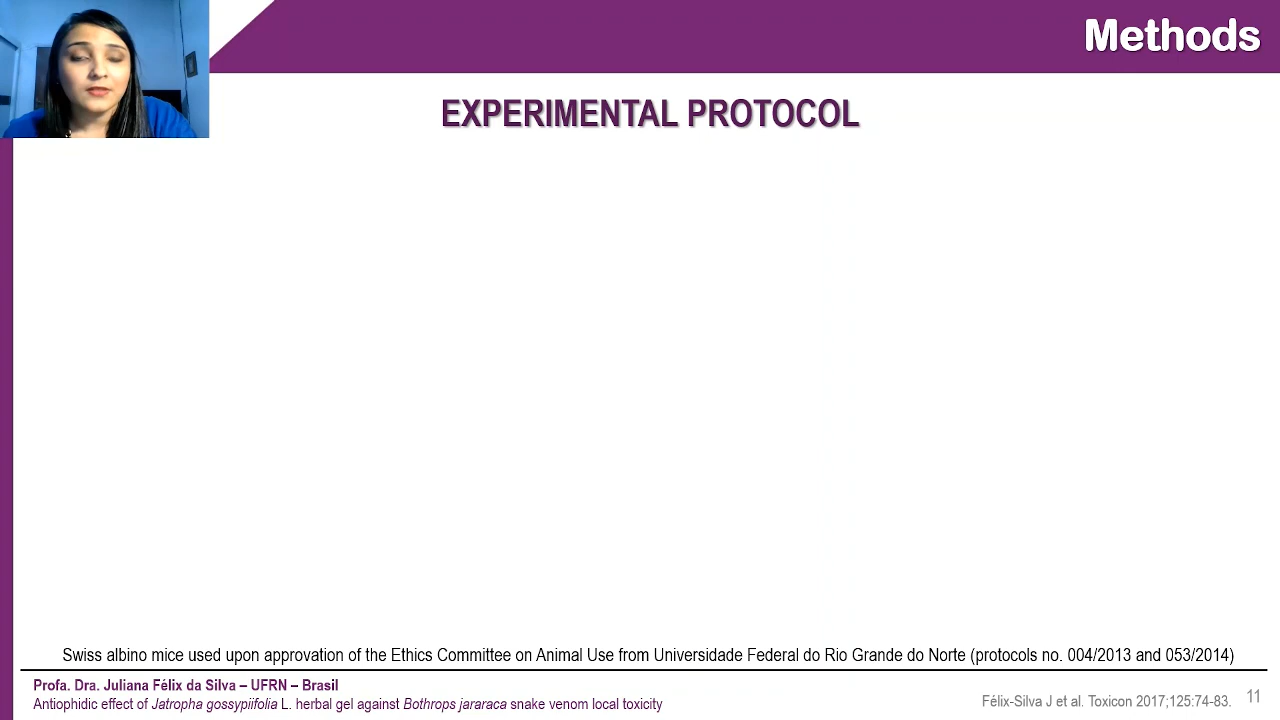 Methods
EXPERIMENTAL PROTOCOL
Swiss albino mice used upon approvation of the Ethics Committee on Animal Use from Universidade Federal do Rio Grande do Norte (protocols no. 004/2013 and 053/2014)
Profa. Dra. Juliana Félix da Silva – UFRN – Brasil
Antiophidic effect of Jatropha gossypiifolia L. herbal gel against Bothrops jararaca snake venom local toxicity
Félix-Silva J et al. Toxicon 2017;125:74-83.
11